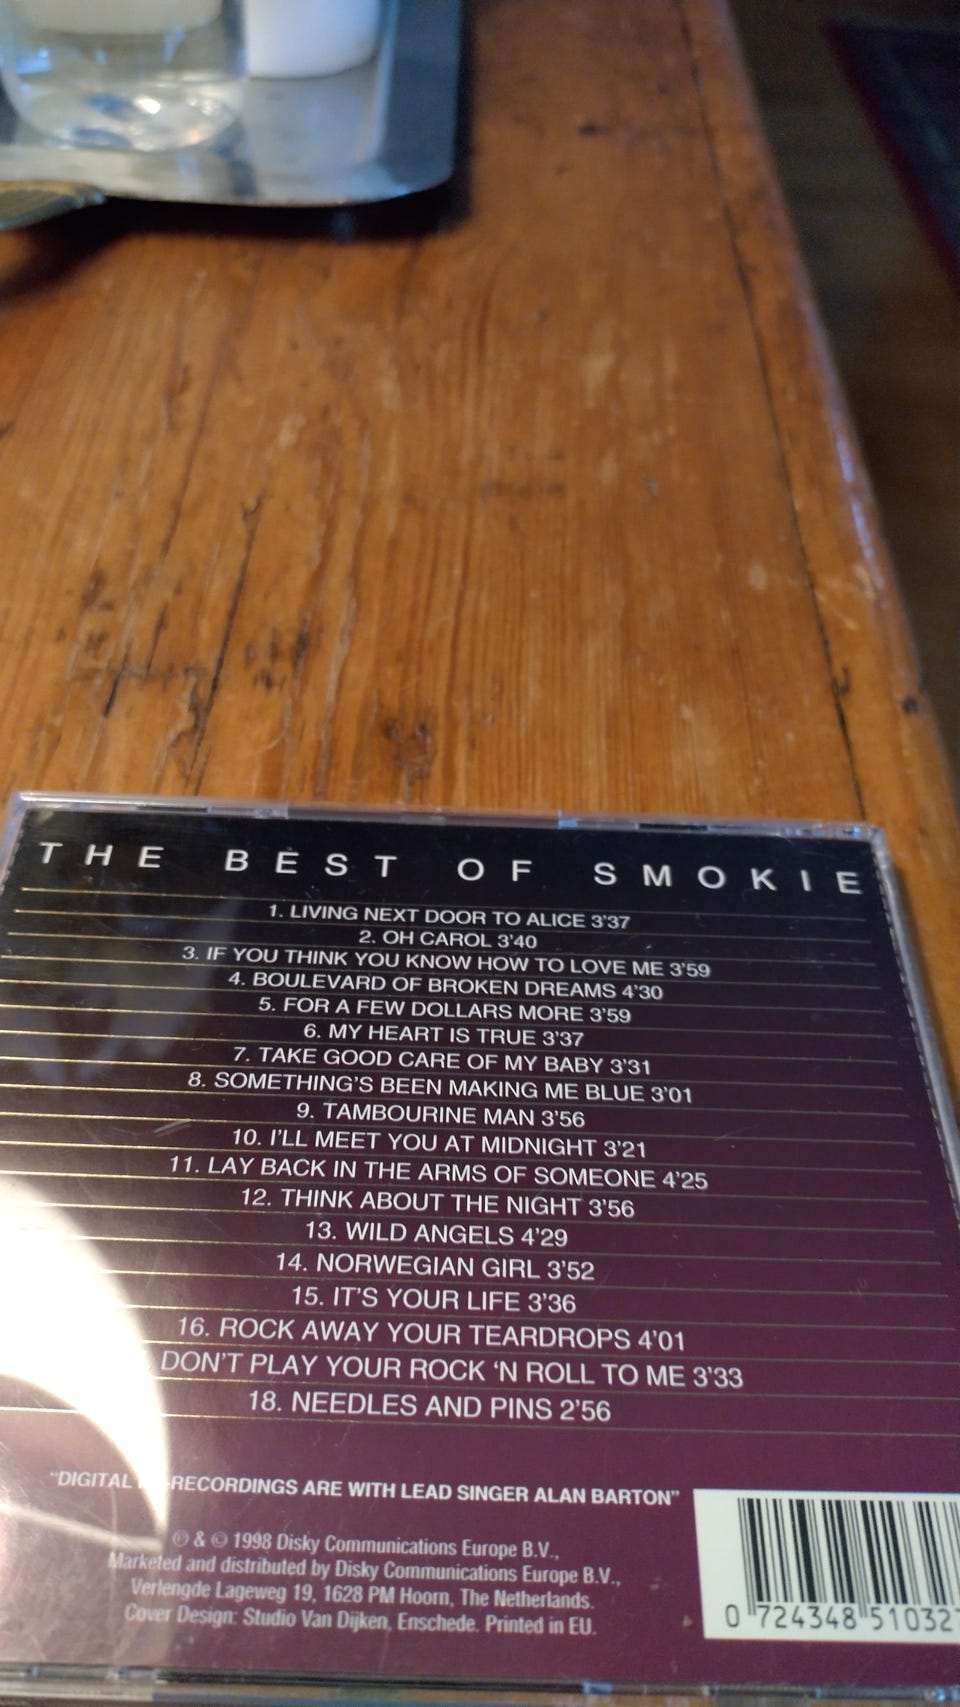 THE BEST OF SMOKIE
1. LIVING NEXT DOOR TO ALICE 3'37
2. OH CAROL 3'40
3. IF YOU THINK YOU KNOW HOW TO LOVE ME 3'59
4. BOULEVARD OF BROKEN DREAMS 4'30
5. FOR A FEW DOLLARS MORE 3'59
6. MY HEART IS TRUE 3'37
7. TAKE GOOD CARE OF MY BABY 3'31
8. SOMETHING'S BEEN MAKING ME BLUE 3'01
9. TAMBOURINE MAN 3'56
10. I'LL MEET YOU AT MIDNIGHT 3'21
11. LAY BACK IN THE ARMS OF SOMEONE 4'25
12. THINK ABOUT THE NIGHT 3'56
13. WILD ANGELS 4'29
14. NORWEGIAN GIRL 3'52
15. IT'S YOUR LIFE 3'36
16. ROCK AWAY YOUR TEARDROPS 4'01
DON'T PLAY YOUR ROCK 'N ROLL TO ME 3'33
18. NEEDLES AND PINS 2'56
"DIGITAL RECORDINGS ARE WITH LEAD SINGER ALAN BARTON"
℗ & © 1998 Disky Communications Europe B.V.,
Marketed and distributed by Disky Communications Europe B.V.,
Verlengde Lageweg 19, 1628 PM Hoorn, The Netherlands.
Cover Design: Studio Van Dijken, Enschede. Printed in EU.
0 724348 510327